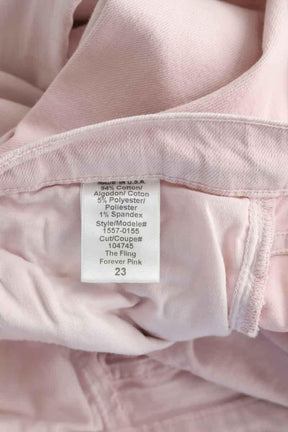 MADE IN U.S.A.
94% Cotton/
Algodon/ Coton
5% Polyester/
Poliester
1% Spandex
Style/Modele#
1557-0155
Cut/Coupe#
104745
The Fling
Forever Pink
23